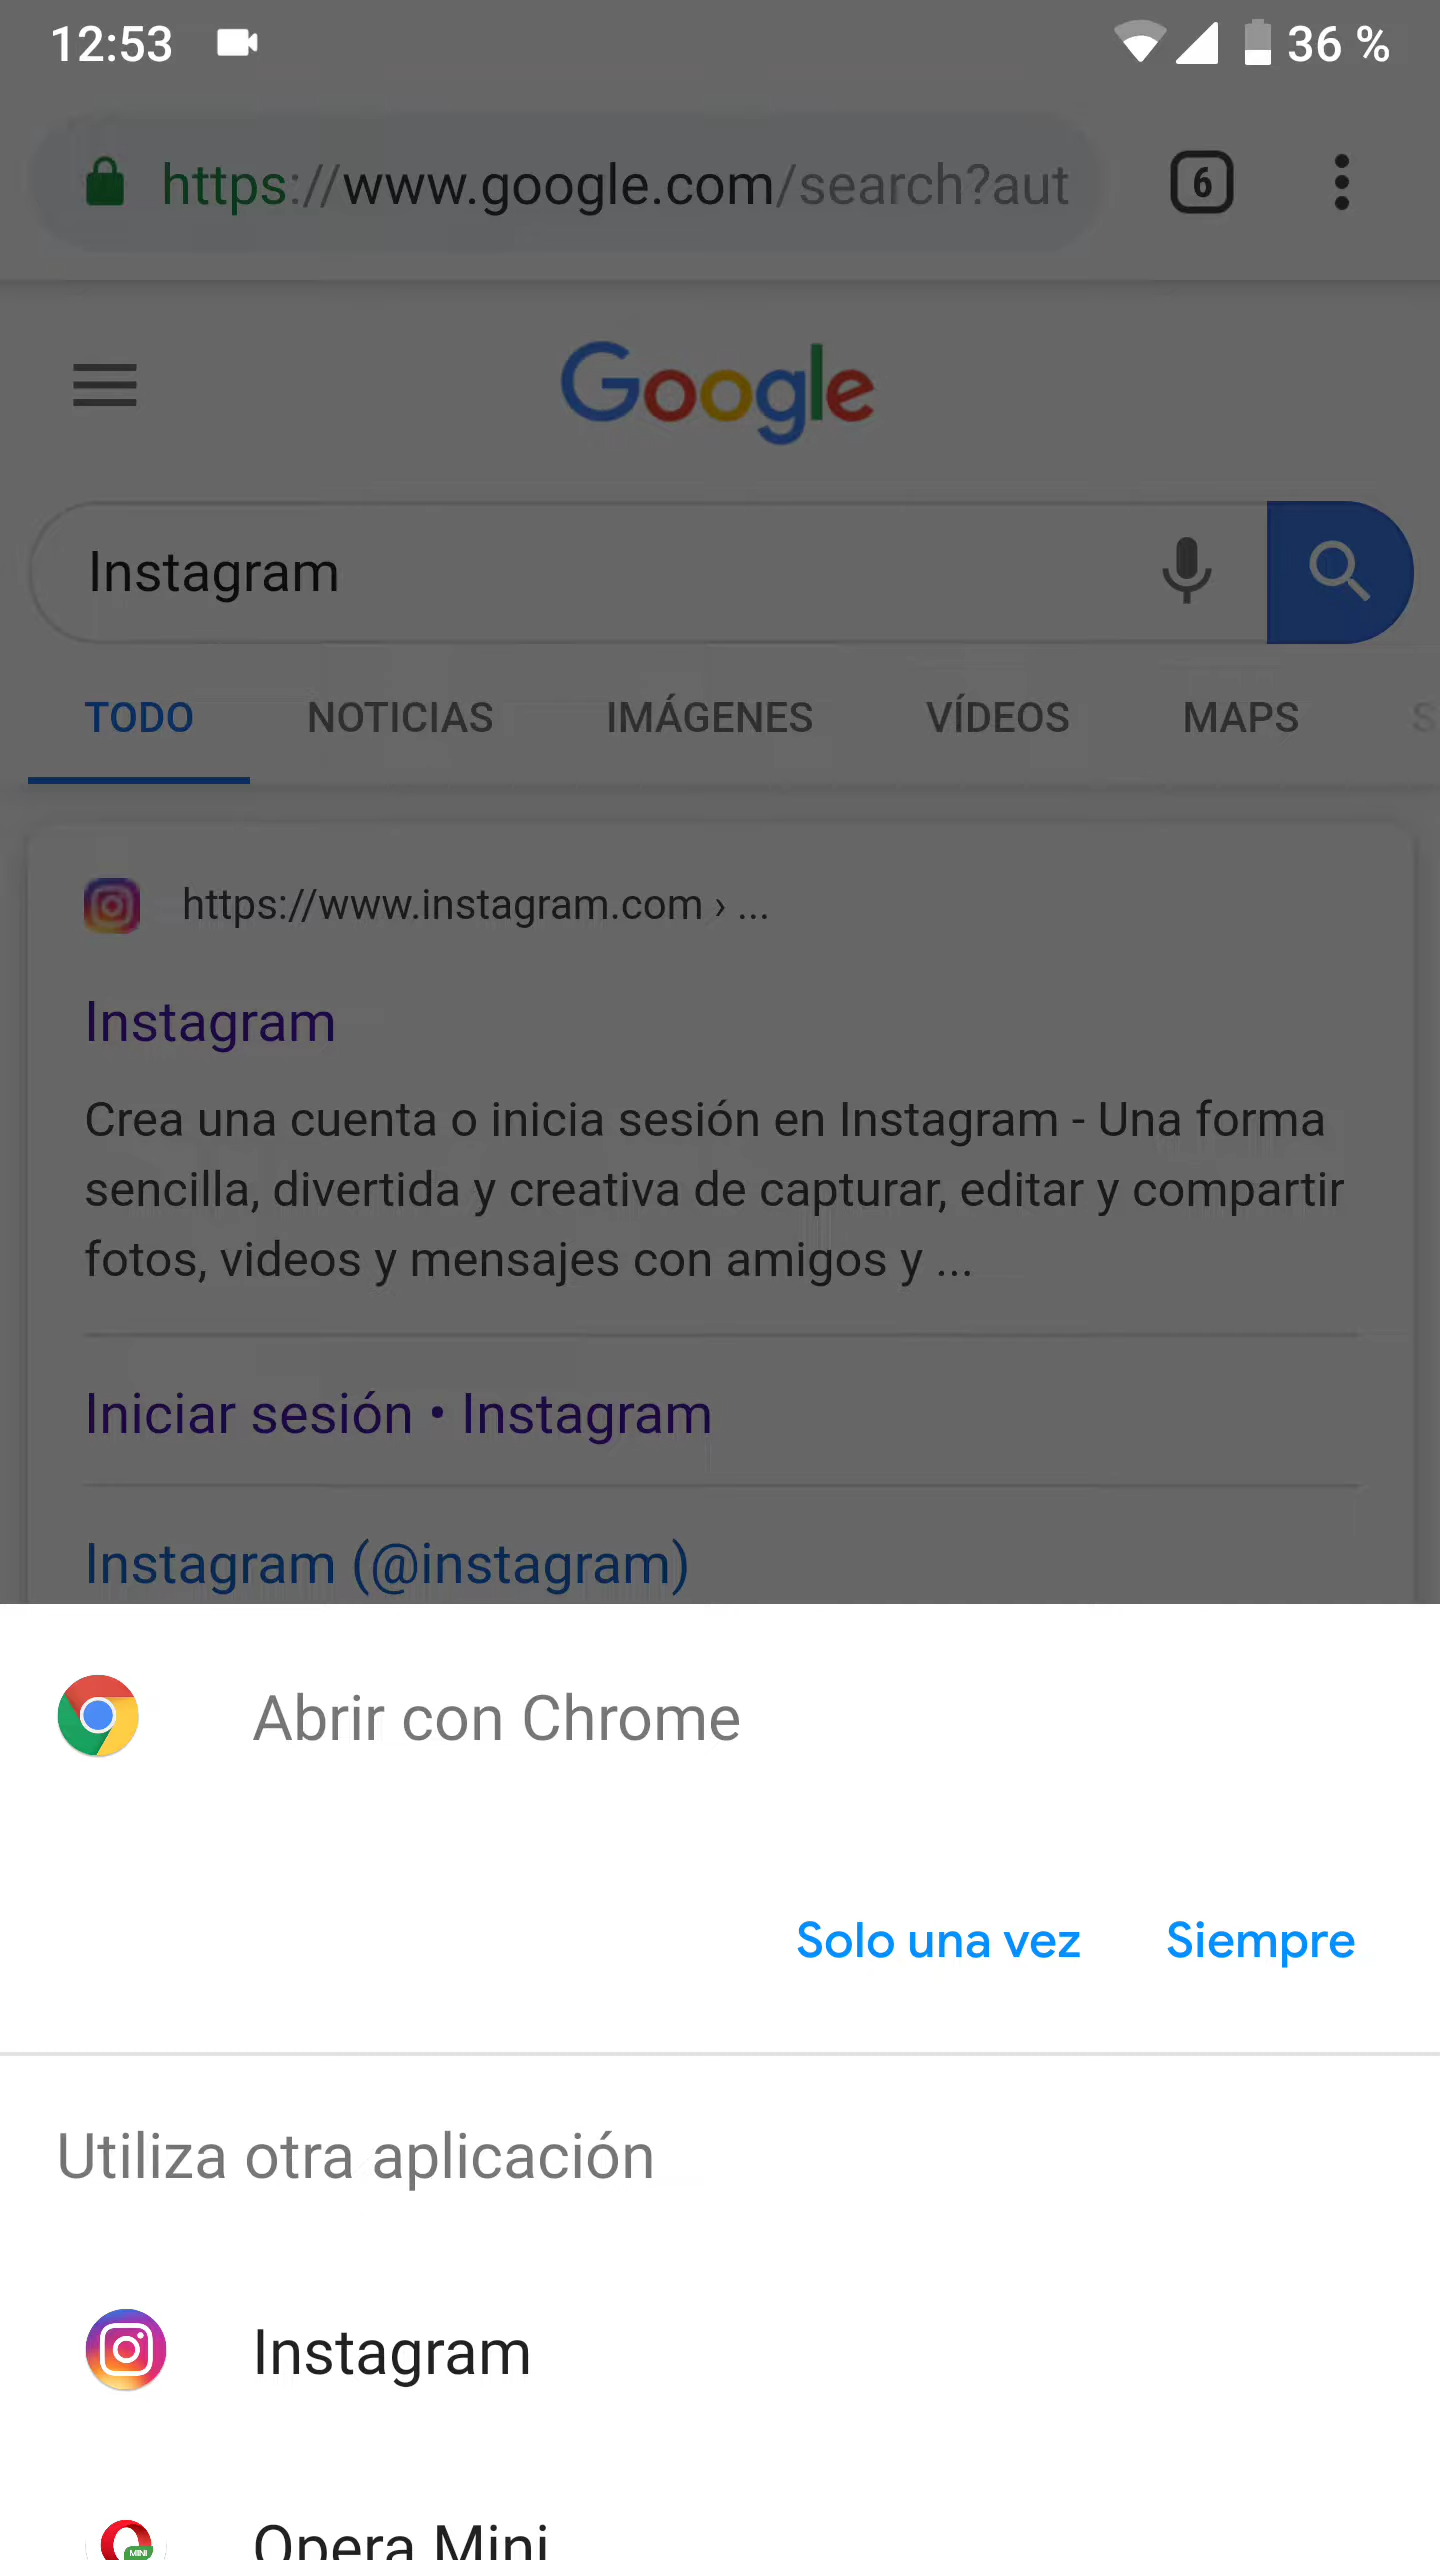 12:53
36 %
https://www.google.com/search?aut
6
Google
Instagram
TODO NOTICIAS IMÁGENES VÍDEOS MAPS S
https://www.instagram.com › ...
Instagram
Crea una cuenta o inicia sesión en Instagram - Una forma
sencilla, divertida y creativa de capturar, editar y compartir
fotos, videos y mensajes con amigos y ...
Iniciar sesión • Instagram
Instagram (@instagram)
Abrir con Chrome
Solo una vez Siempre
Utiliza otra aplicación
Instagram
MINI
Opera Mini